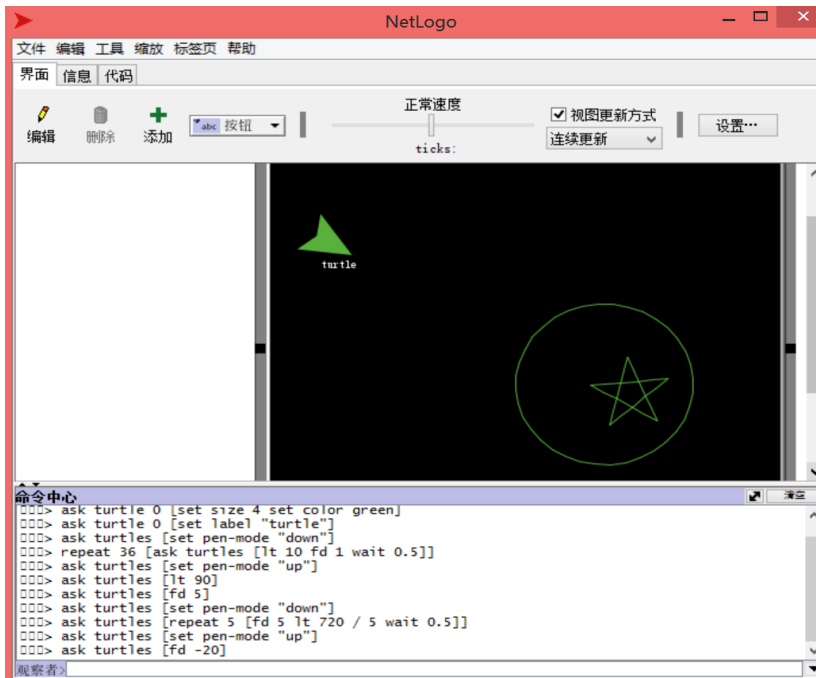 NetLogo
文件 编辑 工具 缩放 标签页 帮助
界面 信息 代码
编辑 删除 添加 abc 按钮
正常速度
ticks:
视图更新方式
连续更新
设置…
turtle
命令中心
清空
> ask turtle 0 [set size 4 set color green]
> ask turtle 0 [set label "turtle"]
> ask turtles [set pen-mode "down"]
> repeat 36 [ask turtles [lt 10 fd 1 wait 0.5]]
> ask turtles [set pen-mode "up"]
> ask turtles [lt 90]
> ask turtles [fd 5]
> ask turtles [set pen-mode "down"]
> ask turtles [repeat 5 [fd 5 lt 720 / 5 wait 0.5]]
> ask turtles [set pen-mode "up"]
> ask turtles [fd -20]
观察者>